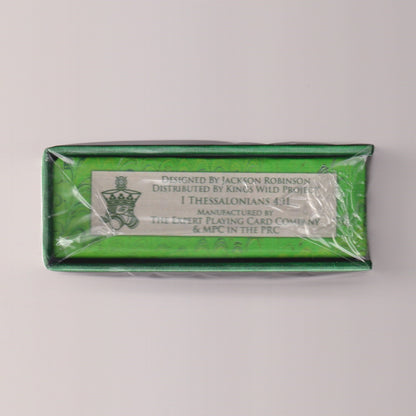 Designed By Jackson Robinson
Distributed By Kings Wild Project
1 Thessalonians 4:11
Manufactured by
The Expert Playing Card Company
& MPC in the PRC